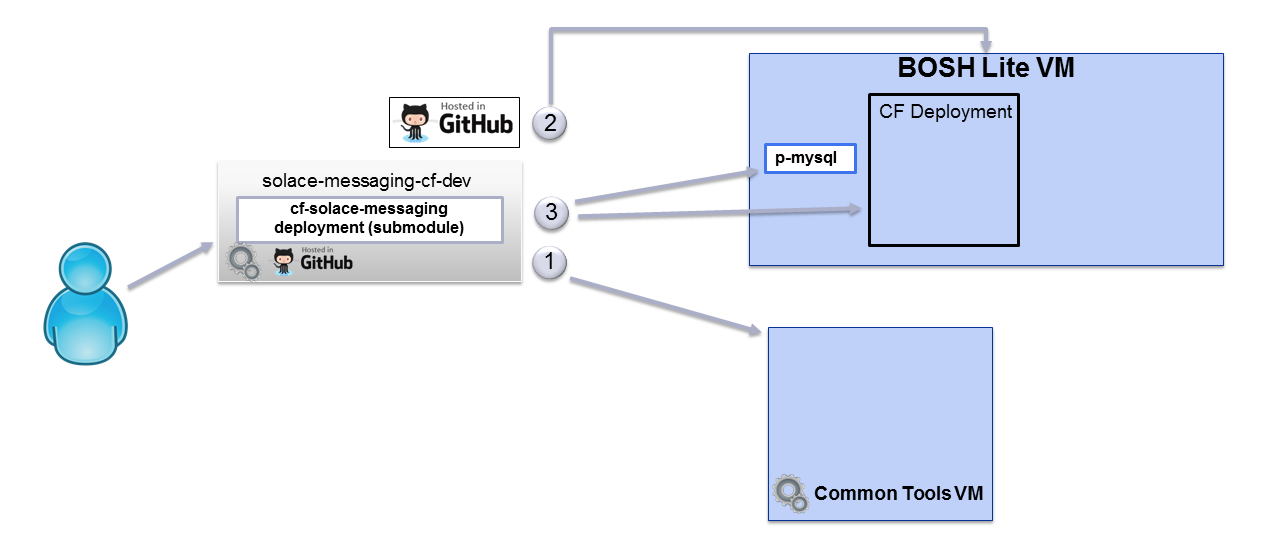 BOSH Lite VM
CF Deployment
Hosted in
GitHub
2
p-mysql
solace-messaging-cf-dev
cf-solace-messaging
deployment (submodule)
3
Hosted in
GitHub
1
Common Tools VM